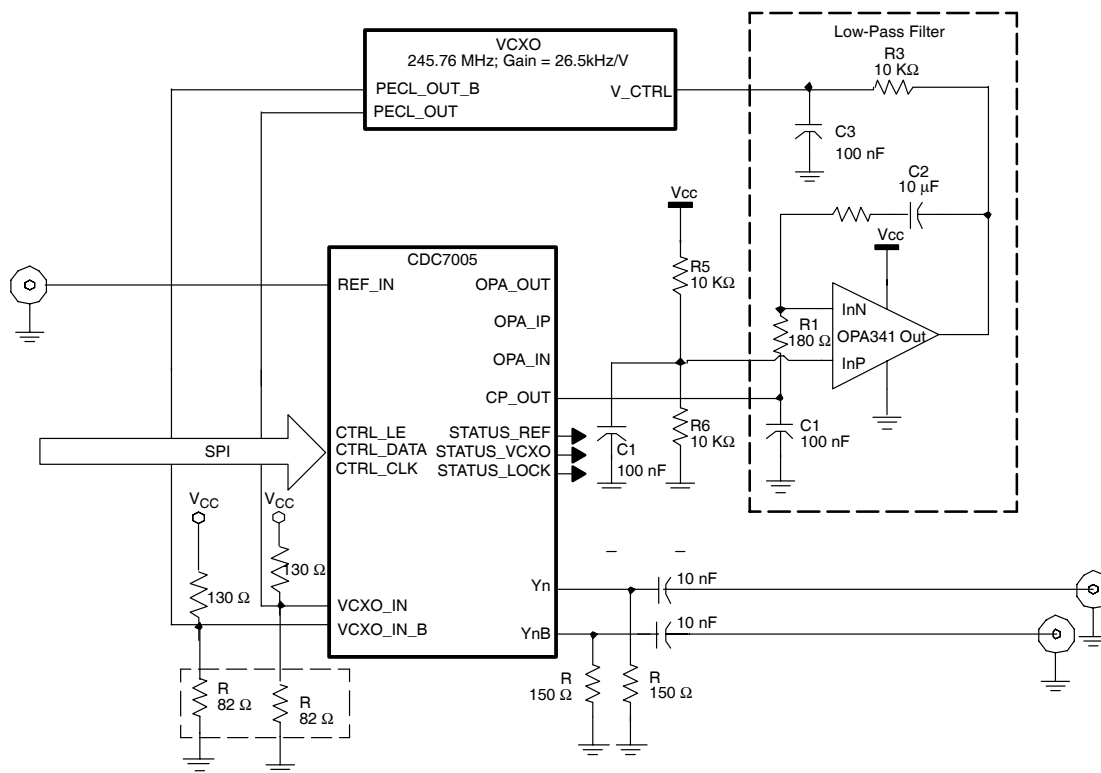 VCXO
245.76 MHz; Gain = 26.5kHz/V
PECL_OUT_B
PECL_OUT
V_CTRL
Low-Pass Filter
R3
10 KΩ
C3
100 nF
C2
10 μF
Vcc
Vcc
R5
10 KΩ
InN
OPA341 Out
InP
R1
180 Ω
C1
100 nF
R6
10 KΩ
C1
100 nF
CDC7005
REF_IN
OPA_OUT
OPA_IP
OPA_IN
CP_OUT
CTRL_LE
CTRL_DATA
CTRL_CLK
STATUS_REF
STATUS_VCXO
STATUS_LOCK
SPI
VCC
VCC
130 Ω
130 Ω
VCXO_IN
VCXO_IN_B
Yn
YnB
10 nF
10 nF
R
82 Ω
R
82 Ω
R
150 Ω
R
150 Ω